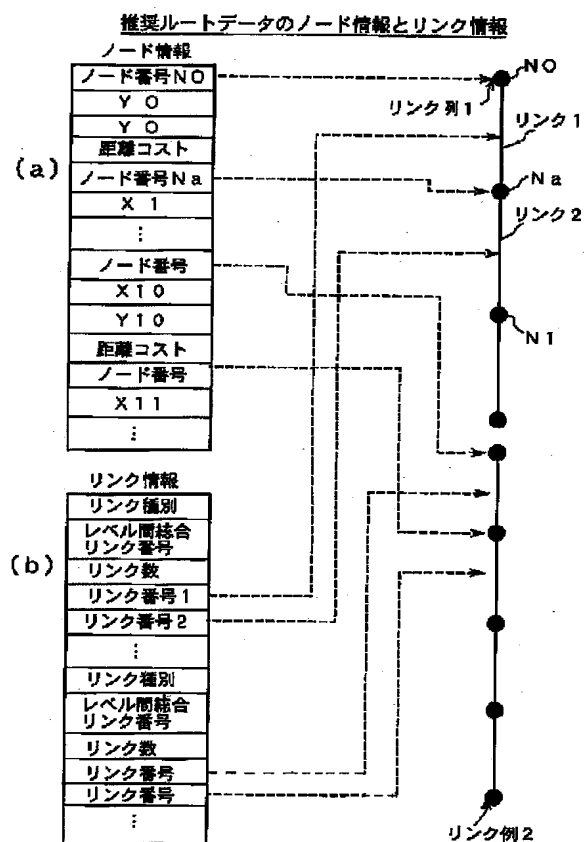 推奨ルートデータのノード情報とリンク情報
ノード情報
(a)
ノード番号N0
Y 0
Y 0
距離コスト
ノード番号Na
X 1
⋮
ノード番号
X10
Y10
距離コスト
ノード番号
X11
⋮
リンク情報
(b)
リンク種別
レベル間総合
リンク番号
リンク数
リンク番号1
リンク番号2
⋮
リンク種別
レベル間総合
リンク番号
リンク数
リンク番号
リンク番号
⋮
N0
リンク列1
リンク1
Na
リンク2
N1
リンク例2